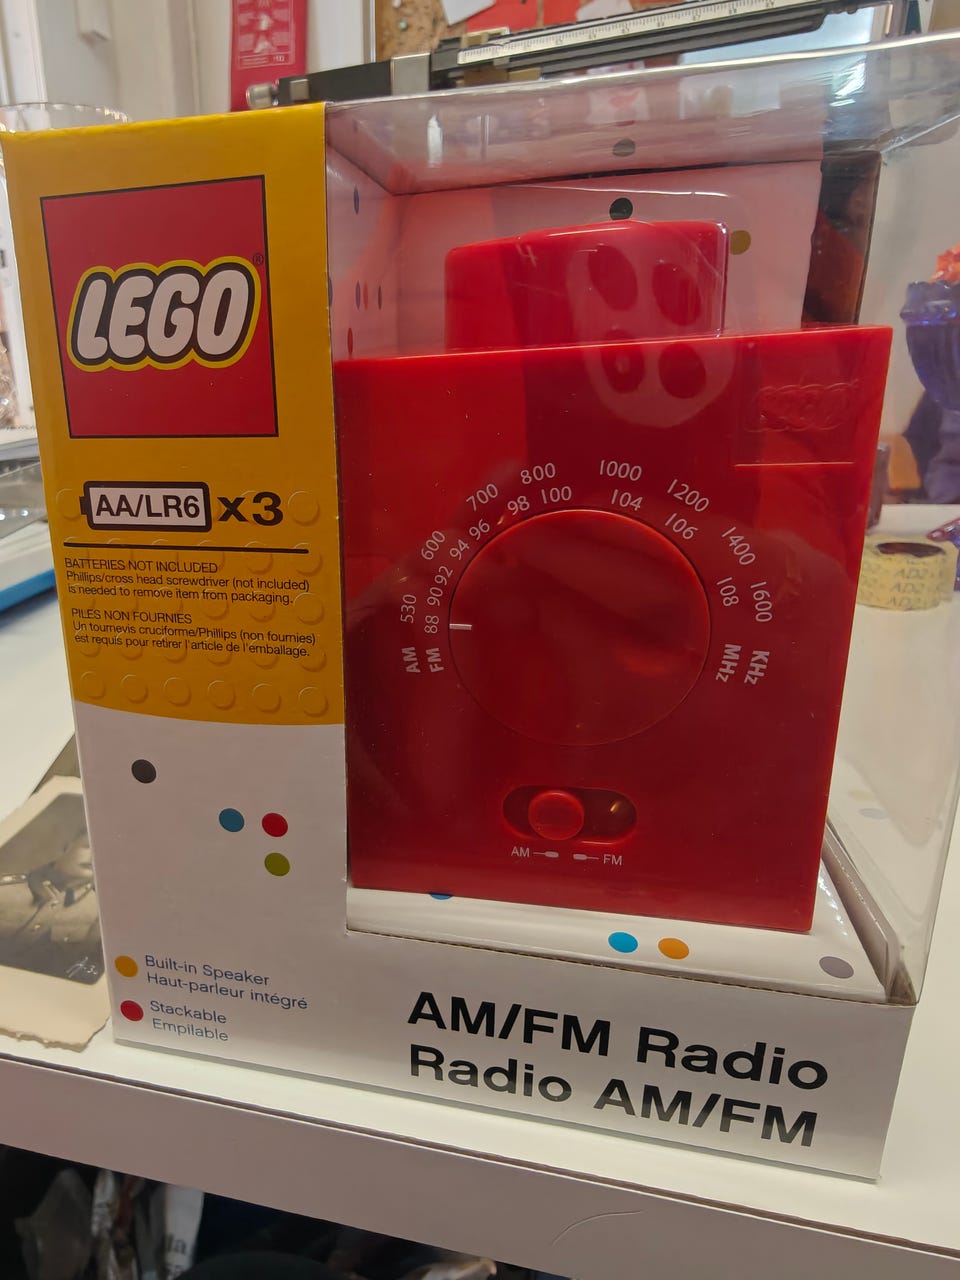 LEGO®
AA/LR6 x3
BATTERIES NOT INCLUDED
Phillips/cross head screwdriver (not included)
is needed to remove item from packaging.
PILES NON FOURNIES
Un tournevis cruciforme/Phillips (non fournies)
est requis pour retirer l'article de l'emballage.
Built-in Speaker
Haut-parleur intégré
Stackable
Empilable
LEGO
AM 530 600 700 800 1000 1200 1400 1600 KHz
FM 88 90 92 94 96 98 100 104 106 108 MHz
AM FM
AM/FM Radio
Radio AM/FM